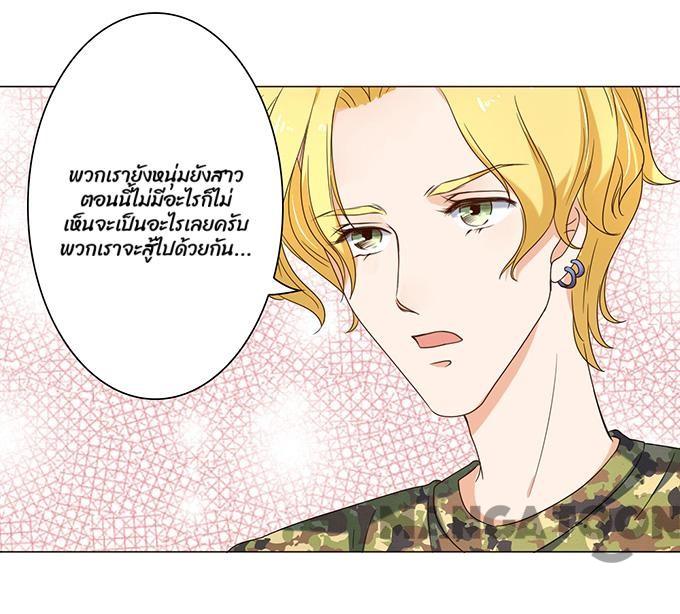 พวกเรายังหนุ่มยังสาว
ตอนนี้ไม่มีอะไรก็ไม่
เห็นจะเป็นอะไรเลยครับ
พวกเราจะสู้ไปด้วยกัน...
MANGATOON